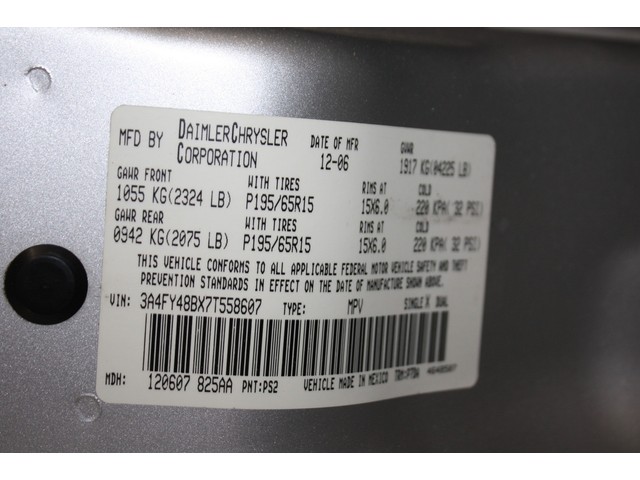 MFD BY DAIMLERCHRYSLER CORPORATION DATE OF MFR 12-06 GVWR 1917 KG(04225 LB)
GAWR FRONT WITH TIRES RIMS AT COLD
1055 KG(2324 LB) P195/65R15 15X6.0 220 KPA( 32 PSI)
GAWR REAR WITH TIRES RIMS AT COLD
0942 KG(2075 LB) P195/65R15 15X6.0 220 KPA( 32 PSI)
THIS VEHICLE CONFORMS TO ALL APPLICABLE FEDERAL MOTOR VEHICLE SAFETY AND THEFT
PREVENTION STANDARDS IN EFFECT ON THE DATE OF MANUFACTURE SHOWN ABOVE.
VIN: 3A4FY48BX7T558607 TYPE: MPV SINGLE X DUAL
MDH: 120607 825AA PNT:PS2 VEHICLE MADE IN MEXICO